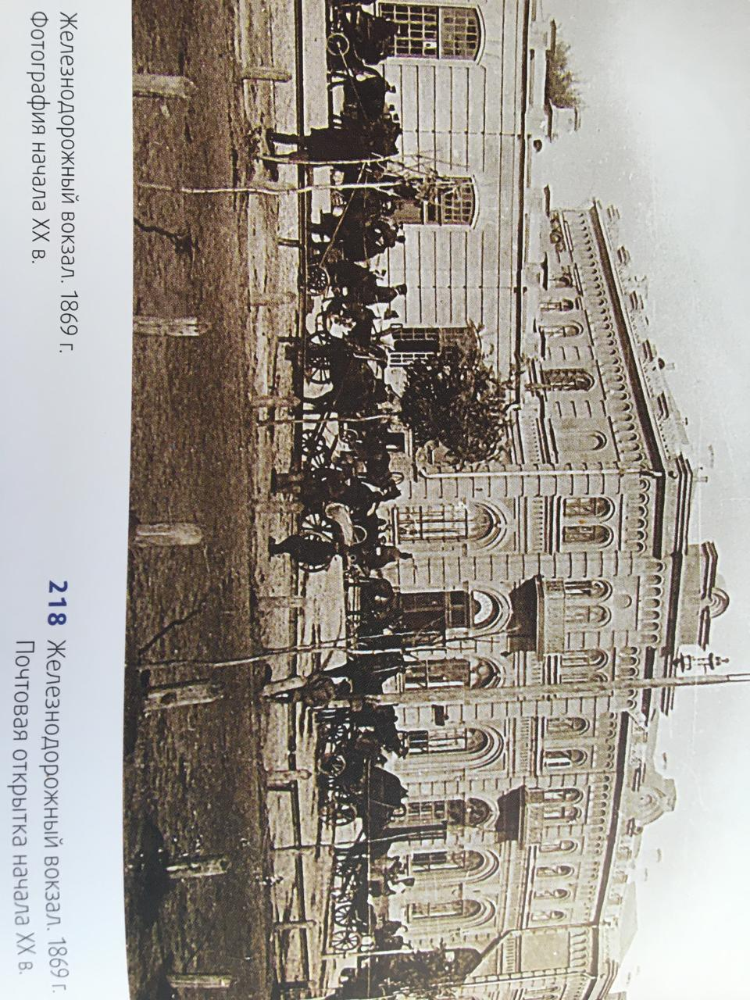 Железнодорожный вокзал. 1869 г.
Фотография начала XX в.
218 Железнодорожный вокзал. 1869 г.
Почтовая открытка начала XX в.